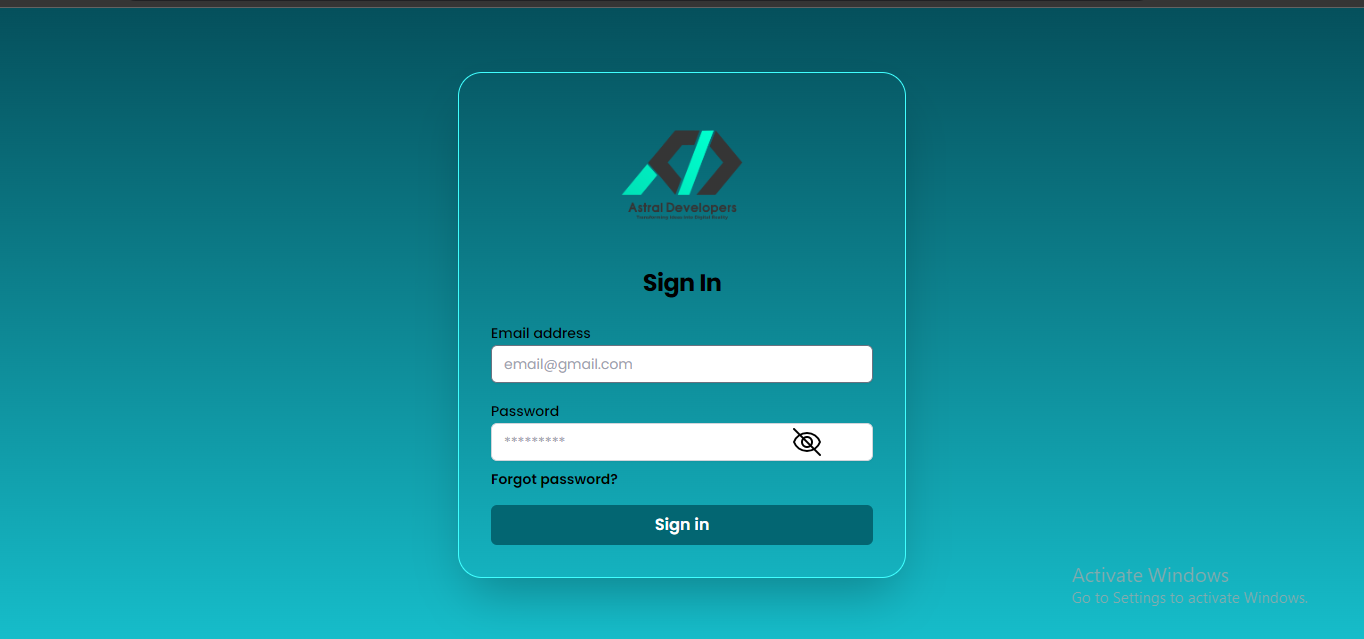 Astral Developers
Sign In
Email address
email@gmail.com
Password
*********
Forgot password?
Sign in
Activate Windows
Go to Settings to activate Windows.